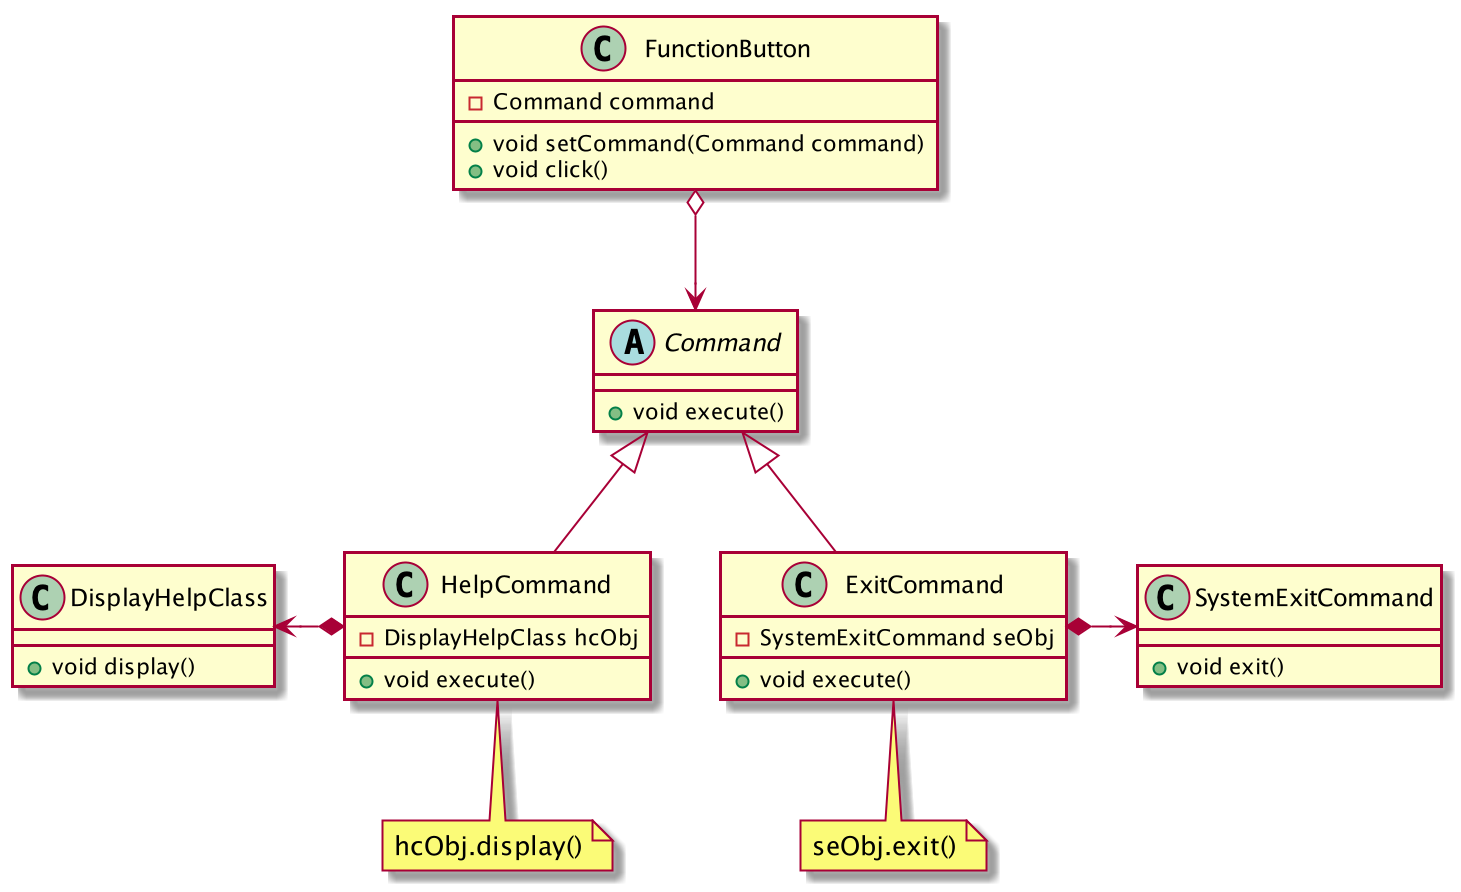 C FunctionButton
Command command
void setCommand(Command command)
void click()
A Command
void execute()
C DisplayHelpClass
void display()
C HelpCommand
DisplayHelpClass hcObj
void execute()
C ExitCommand
SystemExitCommand seObj
void execute()
C SystemExitCommand
void exit()
hcObj.display()
seObj.exit()